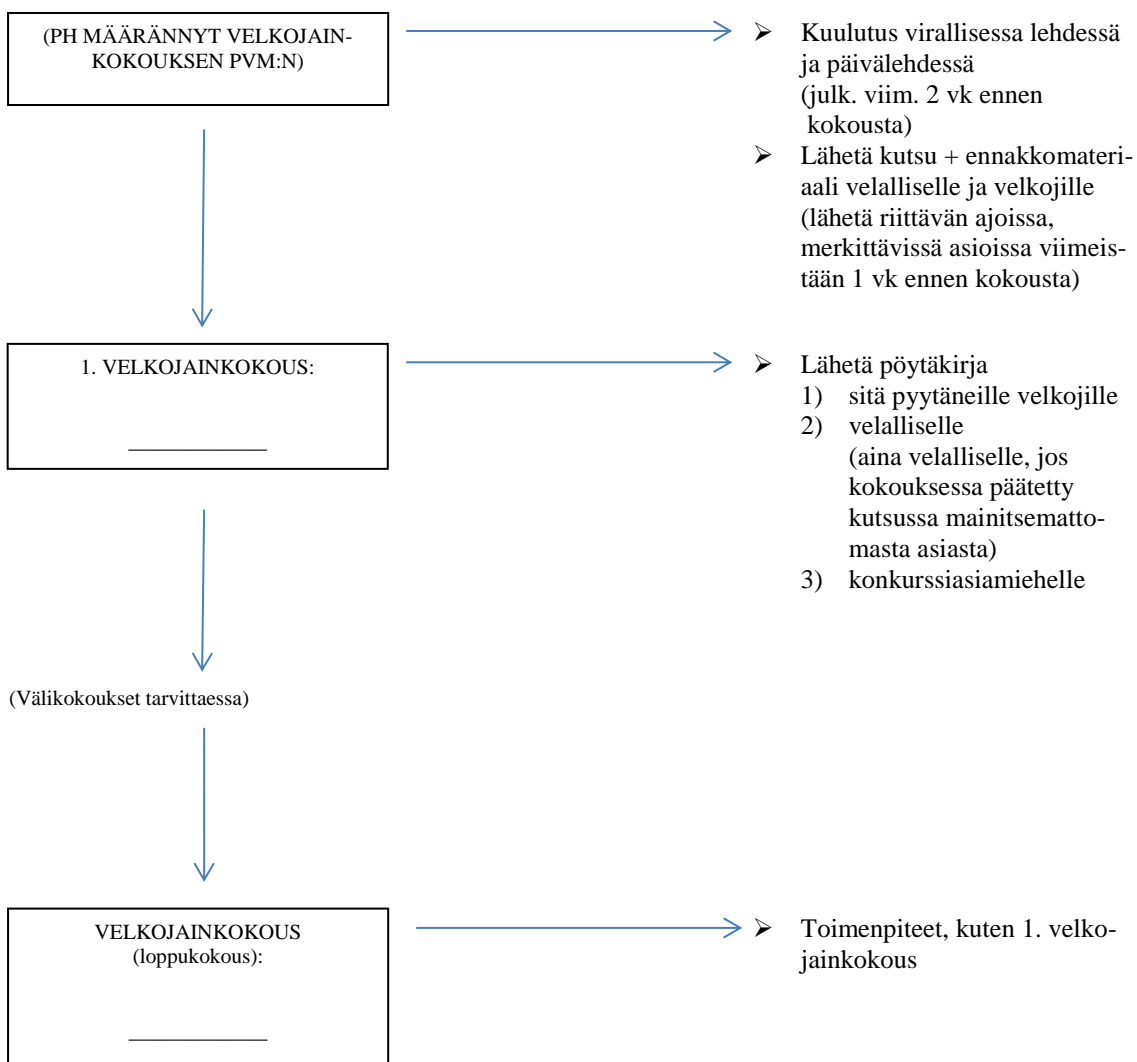 (PH MÄÄRÄNNYT VELKOJAIN-
KOKOUKSEN PVM:N)
➢ Kuulutus virallisessa lehdessä
ja päivälehdessä
(julk. viim. 2 vk ennen
kokousta)
➢ Lähetä kutsu + ennakkomateri-
aali velalliselle ja velkojille
(lähetä riittävän ajoissa,
merkittävissä asioissa viimeis-
tään 1 vk ennen kokousta)
1. VELKOJAINKOKOUS:
_____________
➢ Lähetä pöytäkirja
1) sitä pyytäneille velkojille
2) velalliselle
(aina velalliselle, jos
kokouksessa päätetty
kutsussa mainitsematto-
masta asiasta)
3) konkurssiasiamiehelle
(Välikokoukset tarvittaessa)
VELKOJAINKOKOUS
(loppukokous):
_____________
➢ Toimenpiteet, kuten 1. velko-
jainkokous